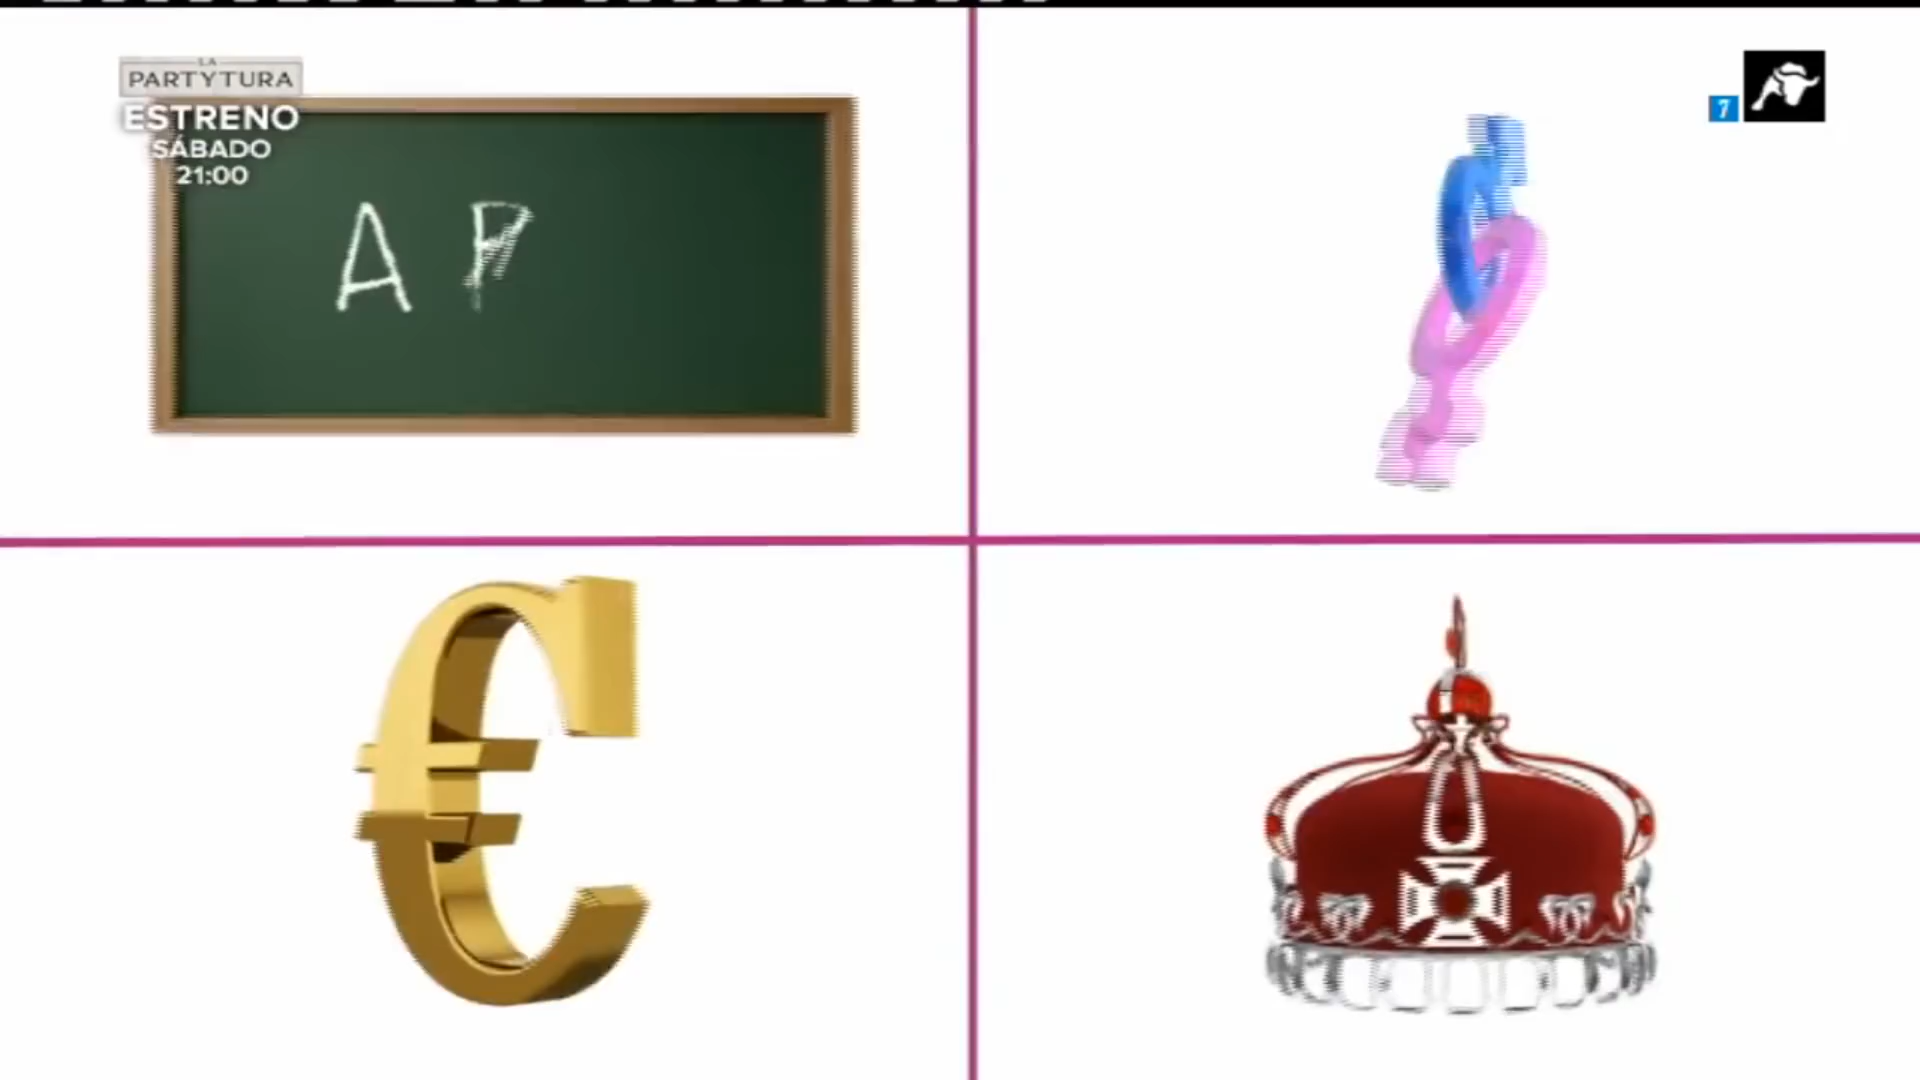 LA
PARTYTURA
ESTRENO
SÁBADO
21:00
7
A P
€